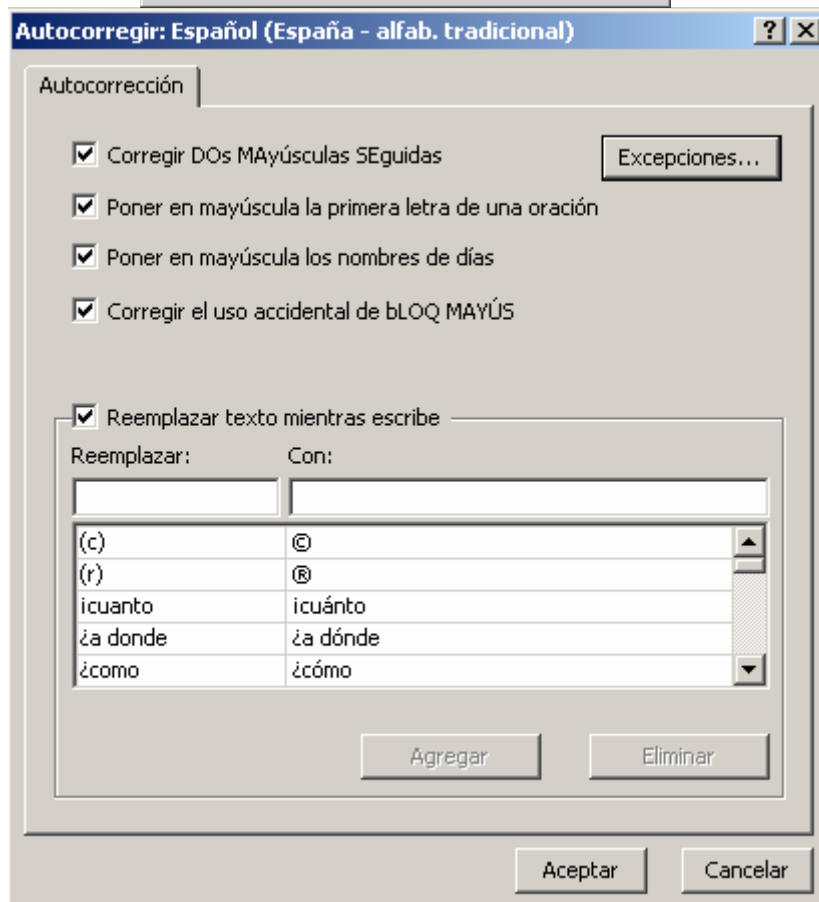 Autocorregir: Español (España - alfab. tradicional)
Autocorrección
Corregir DOs MAyúsculas SEguidas
Excepciones...
Poner en mayúscula la primera letra de una oración
Poner en mayúscula los nombres de días
Corregir el uso accidental de bLOQ MAYÚS
Reemplazar texto mientras escribe
Reemplazar: Con:
(c) ©
(r) ®
¡cuanto ¡cuánto
¿a donde ¿a dónde
¿como ¿cómo
Agregar Eliminar
Aceptar Cancelar